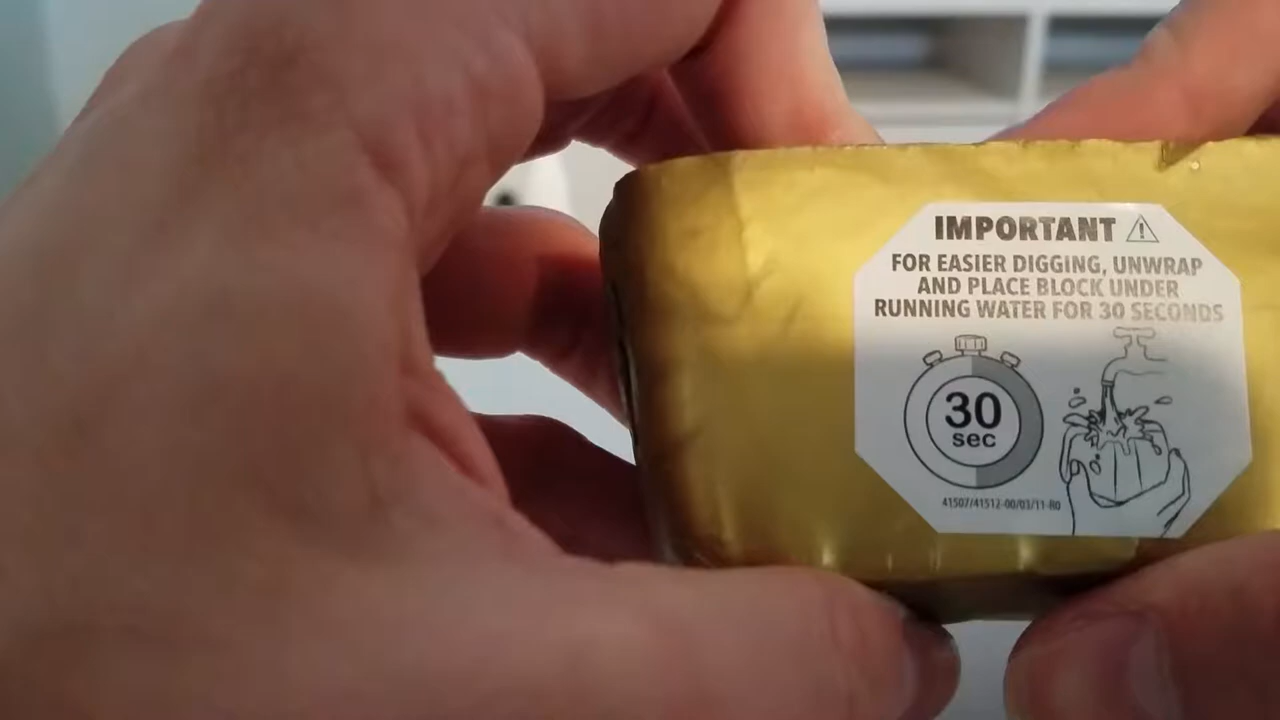 IMPORTANT
FOR EASIER DIGGING, UNWRAP
AND PLACE BLOCK UNDER
RUNNING WATER FOR 30 SECONDS
30
sec
41507/41512-00/03/11-B0